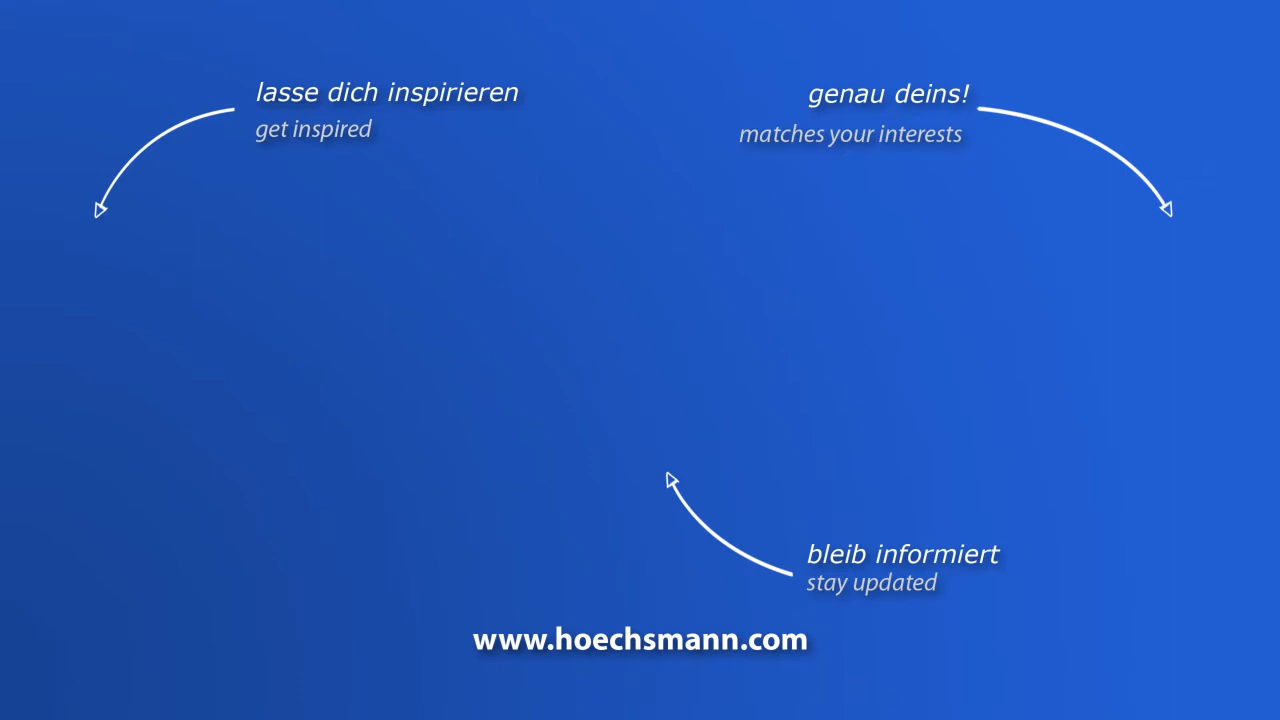 lasse dich inspirieren
get inspired
genau deins!
matches your interests
bleib informiert
stay updated
www.hoechsmann.com